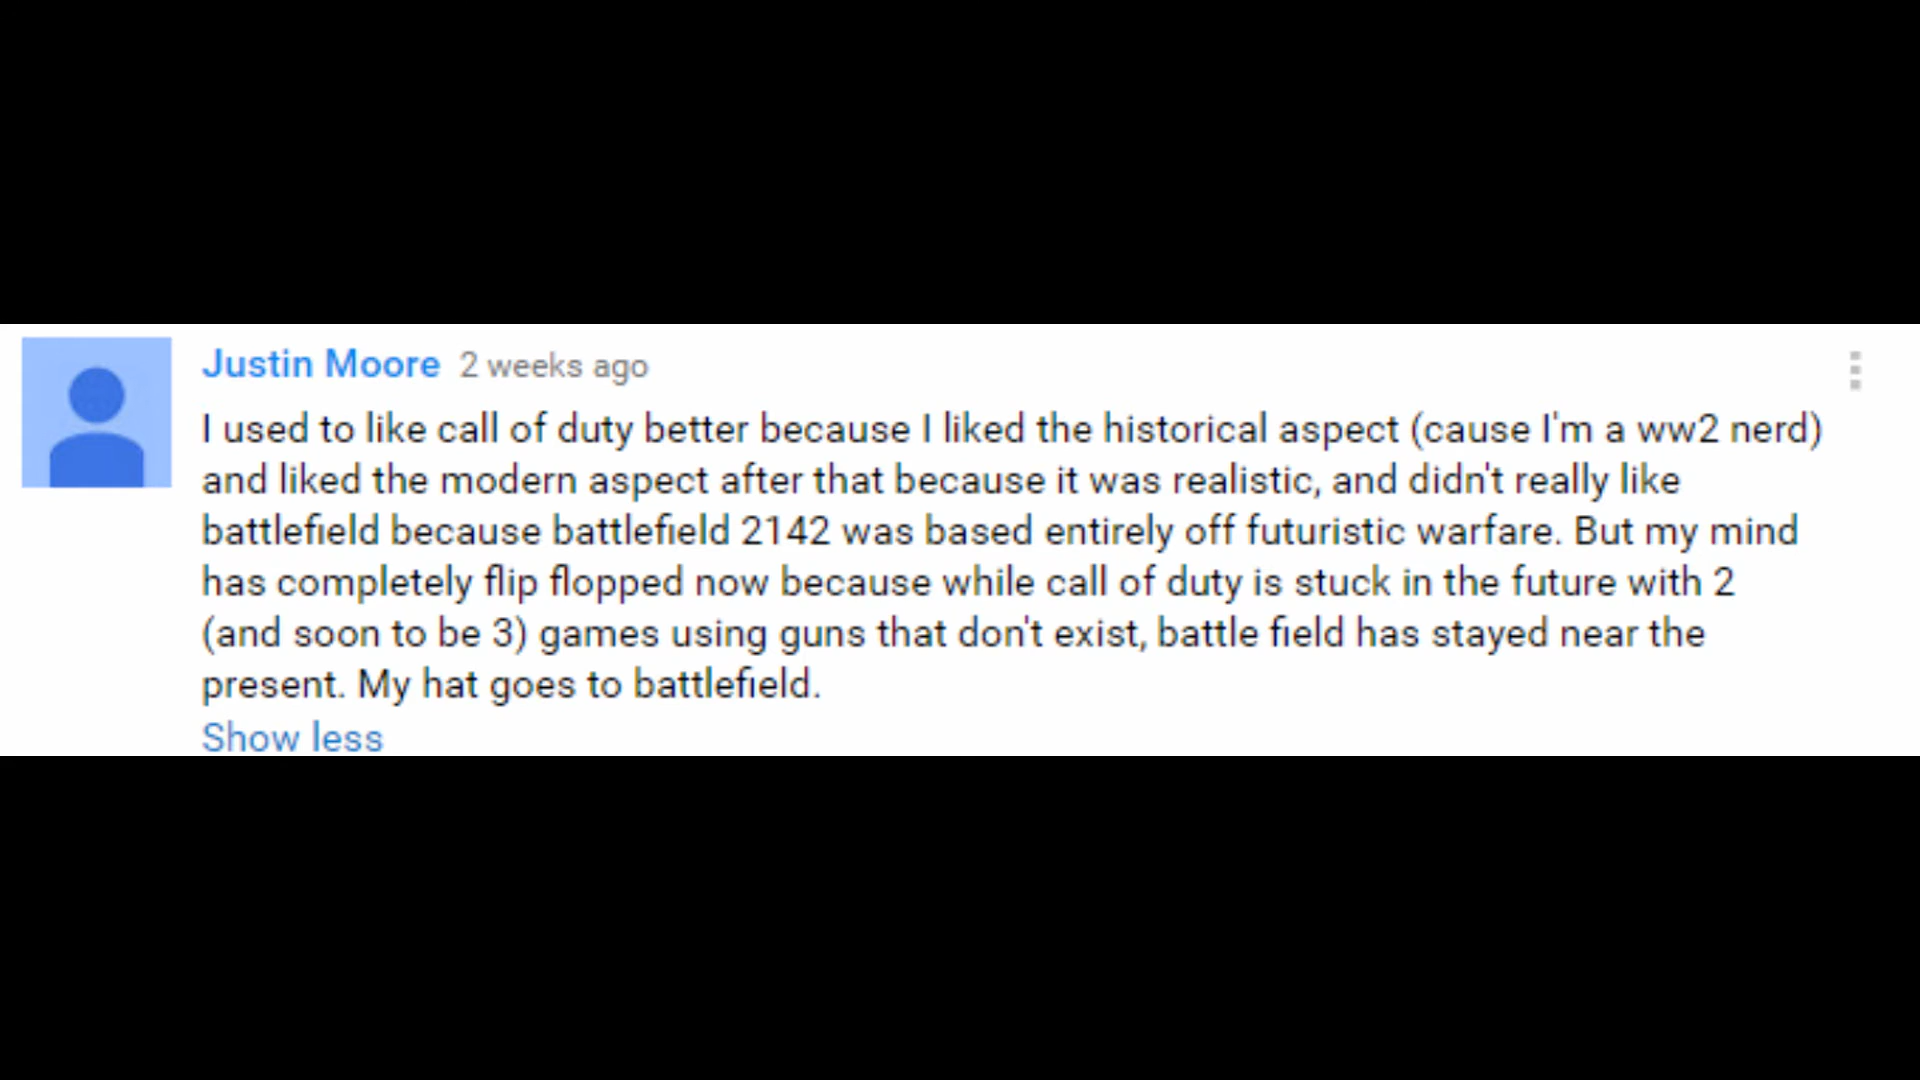 Justin Moore 2 weeks ago
I used to like call of duty better because I liked the historical aspect (cause I'm a ww2 nerd)
and liked the modern aspect after that because it was realistic, and didn't really like
battlefield because battlefield 2142 was based entirely off futuristic warfare. But my mind
has completely flip flopped now because while call of duty is stuck in the future with 2
(and soon to be 3) games using guns that don't exist, battle field has stayed near the
present. My hat goes to battlefield.
Show less